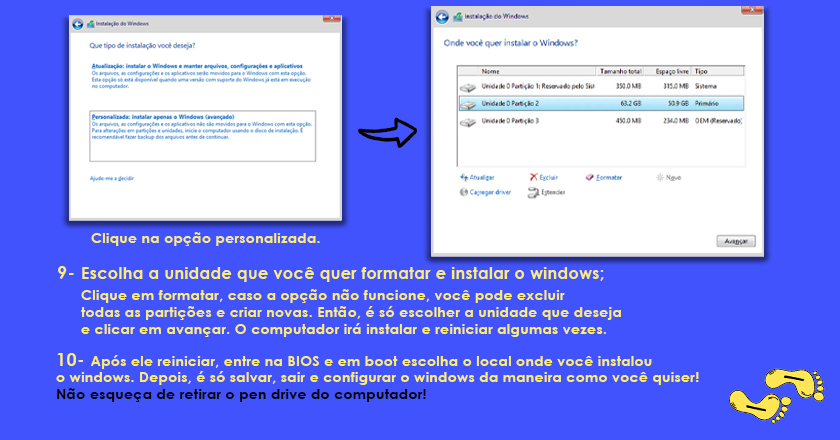 Instalação do Windows
Que tipo de instalação você deseja?
Atualização: instalar o Windows e manter arquivos, configurações e aplicativos
Os arquivos, as configurações e os aplicativos serão movidos para o Windows com esta opção.
Esta opção só está disponível quando uma versão com suporte do Windows já está em execução
no computador.
Personalizada: instalar apenas o Windows (avançado)
Os arquivos, as configurações e os aplicativos não são movidos para o Windows com esta opção.
Para alterações em partições e unidades, inicie o computador usando o disco de instalação. É
recomendável fazer backup dos arquivos antes de continuar.
Ajude-me a decidir
Clique na opção personalizada.
Instalação do Windows
Onde você quer instalar o Windows?
Nome Tamanho total Espaço livre Tipo
Unidade 0 Partição 1: Reservado pelo Sist 350.0 MB 315.0 MB Sistema
Unidade 0 Partição 2 63.2 GB 50.9 GB Primário
Unidade 0 Partição 3 450.0 MB 234.0 MB OEM (Reservado)
Atualizar Excluir Formatar Novo
Carregar driver Estender
Avançar
9- Escolha a unidade que você quer formatar e instalar o windows;
Clique em formatar, caso a opção não funcione, você pode excluir
todas as partições e criar novas. Então, é só escolher a unidade que deseja
e clicar em avançar. O computador irá instalar e reiniciar algumas vezes.
10- Após ele reiniciar, entre na BIOS e em boot escolha o local onde você instalou
o windows. Depois, é só salvar, sair e configurar o windows da maneira como você quiser!
Não esqueça de retirar o pen drive do computador!